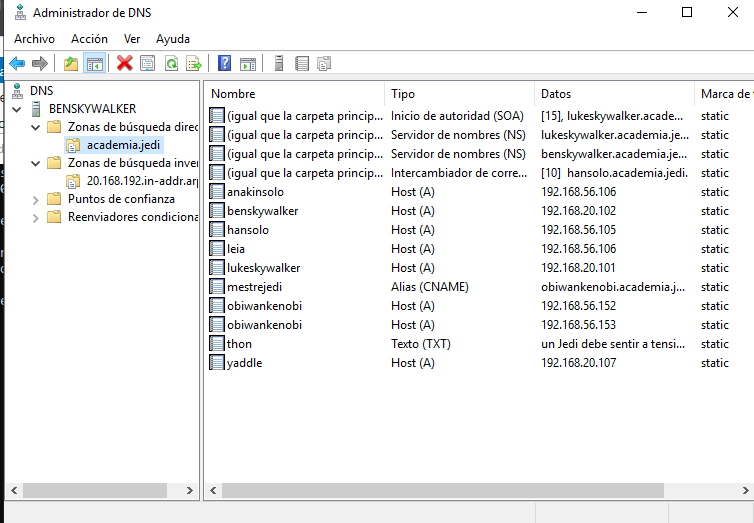 Administrador de DNS
Archivo Acción Ver Ayuda
DNS
BENSKYWALKER
Zonas de búsqueda direc
academia.jedi
Zonas de búsqueda inver
20.168.192.in-addr.arp
Puntos de confianza
Reenviadores condiciona
Nombre Tipo Datos Marca de t
(igual que la carpeta princip... Inicio de autoridad (SOA) [15], lukeskywalker.acade... static
(igual que la carpeta princip... Servidor de nombres (NS) lukeskywalker.academia.je... static
(igual que la carpeta princip... Servidor de nombres (NS) benskywalker.academia.je... static
(igual que la carpeta princip... Intercambiador de corre... [10] hansolo.academia.jedi. static
anakinsolo Host (A) 192.168.56.106 static
benskywalker Host (A) 192.168.20.102 static
hansolo Host (A) 192.168.56.105 static
leia Host (A) 192.168.56.106 static
lukeskywalker Host (A) 192.168.20.101 static
mestrejedi Alias (CNAME) obiwankenobi.academia.j... static
obiwankenobi Host (A) 192.168.56.152 static
obiwankenobi Host (A) 192.168.56.153 static
thon Texto (TXT) un Jedi debe sentir a tensi... static
yaddle Host (A) 192.168.20.107 static